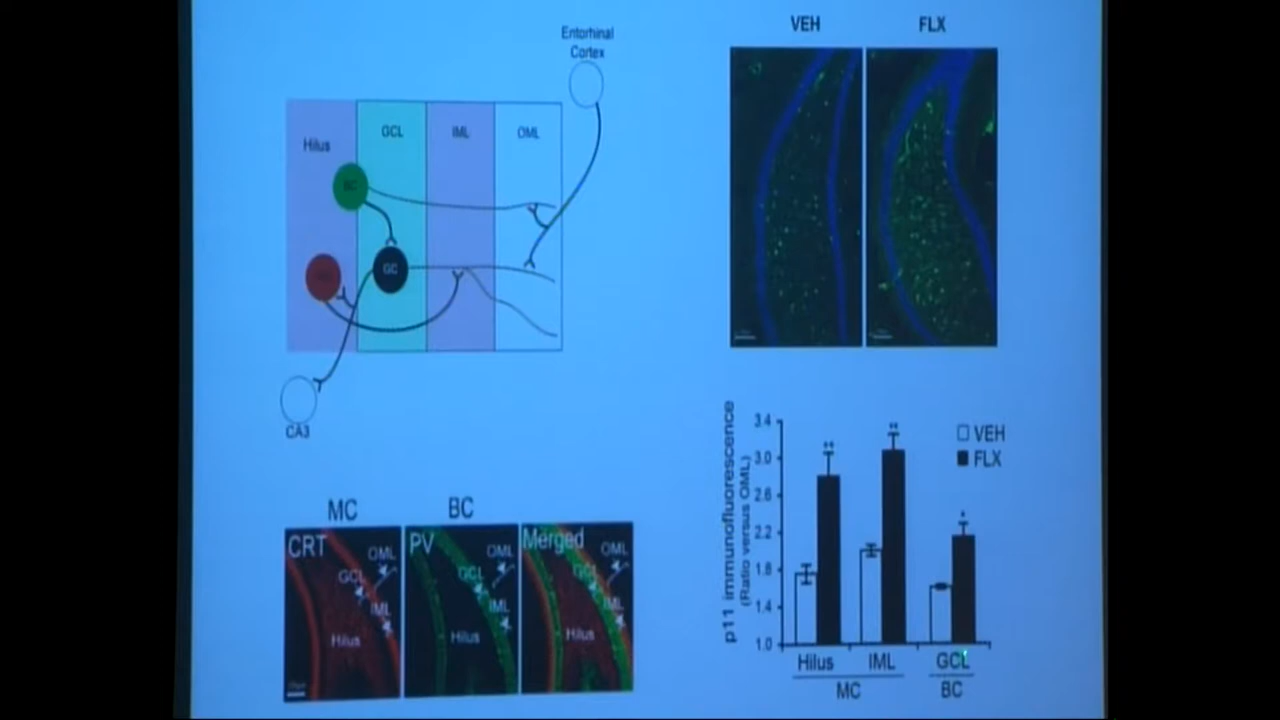 Entorhinal
Cortex
Hilus
GCL
IML
OML
BC
GC
CA3
VEH
FLX
MC
BC
CRT
OML
GCL
IML
Hilus
PV
OML
GCL
IML
Hilus
Merged
OML
GCL
IML
Hilus
p11 immunofluorescence
(Ratio versus OML)
3.4
3.0
2.6
2.2
1.8
1.4
1.0
**
**
*
VEH
FLX
Hilus
IML
GCL
MC
BC